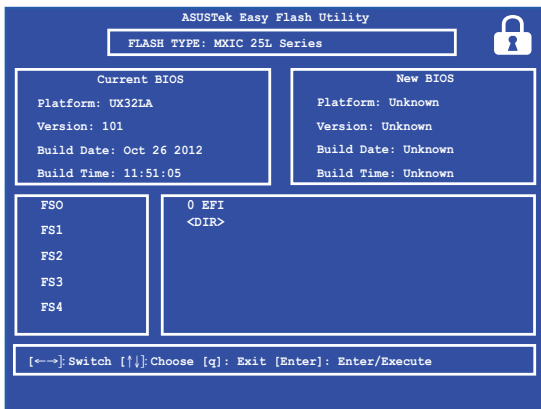 ASUSTek Easy Flash Utility
FLASH TYPE: MXIC 25L Series
Current BIOS
Platform: UX32LA
Version: 101
Build Date: Oct 26 2012
Build Time: 11:51:05
New BIOS
Platform: Unknown
Version: Unknown
Build Date: Unknown
Build Time: Unknown
FSO
FS1
FS2
FS3
FS4
0 EFI
<DIR>
[←→]: Switch [↑↓]: Choose [q]: Exit [Enter]: Enter/Execute